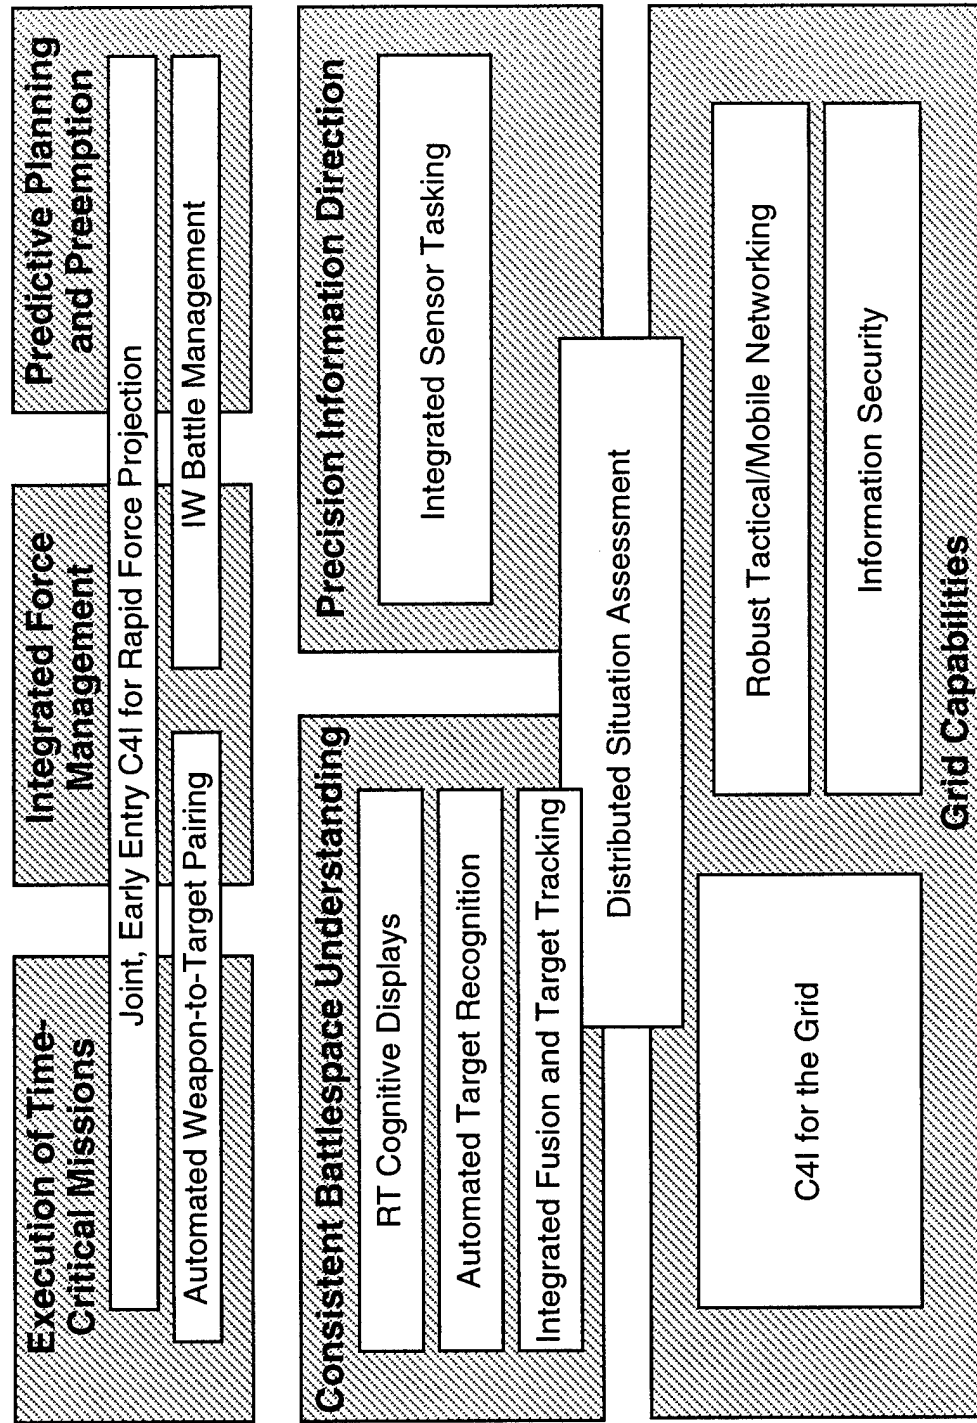 Execution of Time-
Critical Missions
Integrated Force
Management
Predictive Planning
and Preemption
Joint, Early Entry C4I for Rapid Force Projection
Automated Weapon-to-Target Pairing
IW Battle Management
Consistent Battlespace Understanding
RT Cognitive Displays
Automated Target Recognition
Integrated Fusion and Target Tracking
Precision Information Direction
Integrated Sensor Tasking
Distributed Situation Assessment
C4I for the Grid
Robust Tactical/Mobile Networking
Information Security
Grid Capabilities